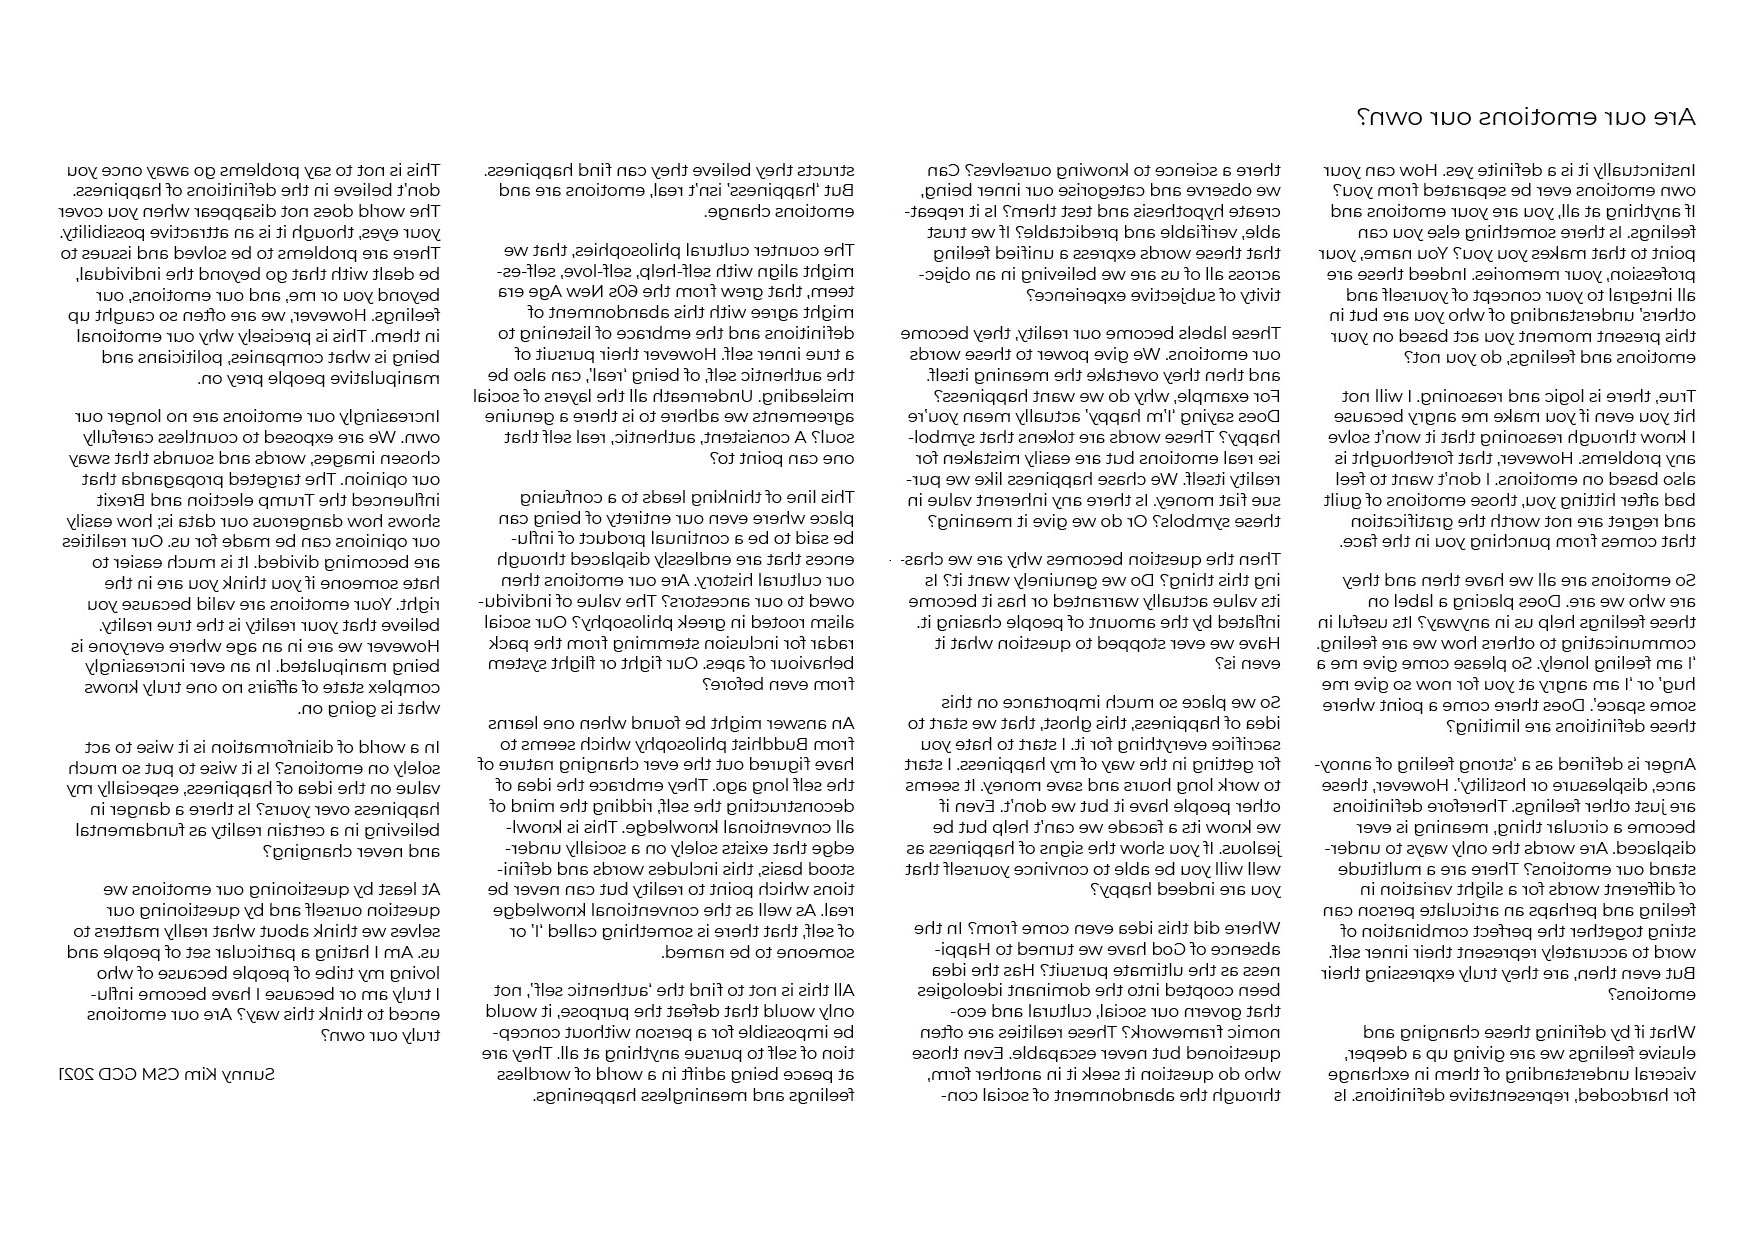 Are our emotions our own?
Instinctually it is a definite yes. How can your
own emotions ever be separated from you?
If anything at all, you are your emotions and
feelings. Is there something else you can
point to that makes you you? You name, your
profession, your memories. Indeed these are
all integral to your concept of yourself and
others' understanding of who you are but in
this present moment you act based on your
emotions and feelings, do you not?
True, there is logic and reasoning. I will not
hit you even if you make me angry because
I know through reasoning that it won't solve
any problems. However, that forethought is
also based on emotions. I don't want to feel
bad after hitting you, those emotions of guilt
and regret are not worth the gratification
that comes from punching you in the face.
So emotions are all we have then and they
are who we are. Does placing a label on
these feelings help us in anyway? Its useful in
communicating to others how we are feeling.
'I am feeling lonely. So please come give me a
hug' or 'I am angry at you for now so give me
some space'. Does there come a point where
these definitions are limiting?
Anger is defined as a 'strong feeling of annoy-
ance, displeasure or hostility'. However, these
are just other feelings. Therefore definitions
become a circular thing, meaning is ever
displaced. Are words the only ways to under-
stand our emotions? There are a multitude
of different words for a slight variation in
feeling and perhaps an articulate person can
string together the perfect combination of
word to accurately represent their inner self.
But even then, are they truly expressing their
emotions?
What if by defining these changing and
elusive feelings we are giving up a deeper,
visceral understanding of them in exchange
for hardcoded, representative definitions. Is
there a science to knowing ourselves? Can
we observe and categorise our inner being,
create hypothesis and test them? Is it repeat-
able, verifiable and predictable? If we trust
that these words express a unified feeling
across all of us are we believing in an objec-
tivity of subjective experience?
These labels become our reality, they become
our emotions. We give power to these words
and then they overtake the meaning itself.
For example, why do we want happiness?
Does saying 'I'm happy' actually mean you're
happy? These words are tokens that symbol-
ise real emotions but are easily mistaken for
reality itself. We chase happiness like we pur-
sue fiat money. Is there any inherent value in
these symbols? Or do we give it meaning?
Then the question becomes why are we chas-
ing this thing? Do we genuinely want it? Is
its value actually warranted or has it become
inflated by the amount of people chasing it.
Have we ever stopped to question what it
even is?
So we place so much importance on this
idea of happiness, this ghost, that we start to
sacrifice everything for it. I start to hate you
for getting in the way of my happiness. I start
to work long hours and save money. It seems
other people have it but we don't. Even if
we know its a facade we can't help but be
jealous. If you show the signs of happiness as
well will you be able to convince yourself that
you are indeed happy?
Where did this idea even come from? In the
absence of God have we turned to Happi-
ness as the ultimate pursuit? Has the idea
been coopted into the dominant ideologies
that govern our social, cultural and eco-
nomic framework? These realities are often
questioned but never escapable. Even those
who do question it seek it in another form,
through the abandonment of social con-
structs they believe they can find happiness.
But 'happiness' isn't real, emotions are and
emotions change.
The counter cultural philosophies, that we
might align with self-help, self-love, self-es-
teem, that grew from the 60s New Age era
might agree with this abandonment of
definitions and the embrace of listening to
a true inner self. However their pursuit of
the authentic self, of being 'real', can also be
misleading. Underneath all the layers of social
agreements we adhere to is there a genuine
soul? A consistent, authentic, real self that
one can point to?
This line of thinking leads to a confusing
place where even our entirety of being can
be said to be a continual product of influ-
ences that are endlessly displaced through
our cultural history. Are our emotions then
owed to our ancestors? The value of individu-
alism rooted in greek philosophy? Our social
radar for inclusion stemming from the pack
behaviour of apes. Our fight or flight system
from even before?
An answer might be found when one learns
from Buddhist philosophy which seems to
have figured out the ever changing nature of
the self long ago. They embrace the idea of
deconstructing the self, ridding the mind of
all conventional knowledge. This is knowl-
edge that exists solely on a socially under-
stood basis, this includes words and defini-
tions which point to reality but can never be
real. As well as the conventional knowledge
of self, that there is something called 'I' or
someone to be named.
All this is not to find the 'authentic self', not
only would that defeat the purpose, it would
be impossible for a person without concep-
tion of self to pursue anything at all. They are
at peace being adrift in a world of wordless
feelings and meaningless happenings.
This is not to say problems go away once you
don't believe in the definitions of happiness.
The world does not disappear when you cover
your eyes, though it is an attractive possibility.
There are problems to be solved and issues to
be dealt with that go beyond the individual,
beyond you or me, and our emotions, our
feelings. However, we are often so caught up
in them. This is precisely why our emotional
being is what companies, politicians and
manipulative people prey on.
Increasingly our emotions are no longer our
own. We are exposed to countless carefully
chosen images, words and sounds that sway
our opinion. The targeted propaganda that
influenced the Trump election and Brexit
shows how dangerous our data is; how easily
our opinions can be made for us. Our realities
are becoming divided. It is much easier to
hate someone if you think you are in the
right. Your emotions are valid because you
believe that your reality is the true reality.
However we are in an age where everyone is
being manipulated. In an ever increasingly
complex state of affairs no one truly knows
what is going on.
In a world of disinformation is it wise to act
solely on emotions? Is it wise to put so much
value on the idea of happiness, especially my
happiness over yours? Is there a danger in
believing in a certain reality as fundamental
and never changing?
At least by questioning our emotions we
question ourself and by questioning our
selves we think about what really matters to
us. Am I hating a particular set of people and
loving my tribe of people because of who
I truly am or because I have become influ-
enced to think this way? Are our emotions
truly our own?
Sunny Kim CSM GCD 2021